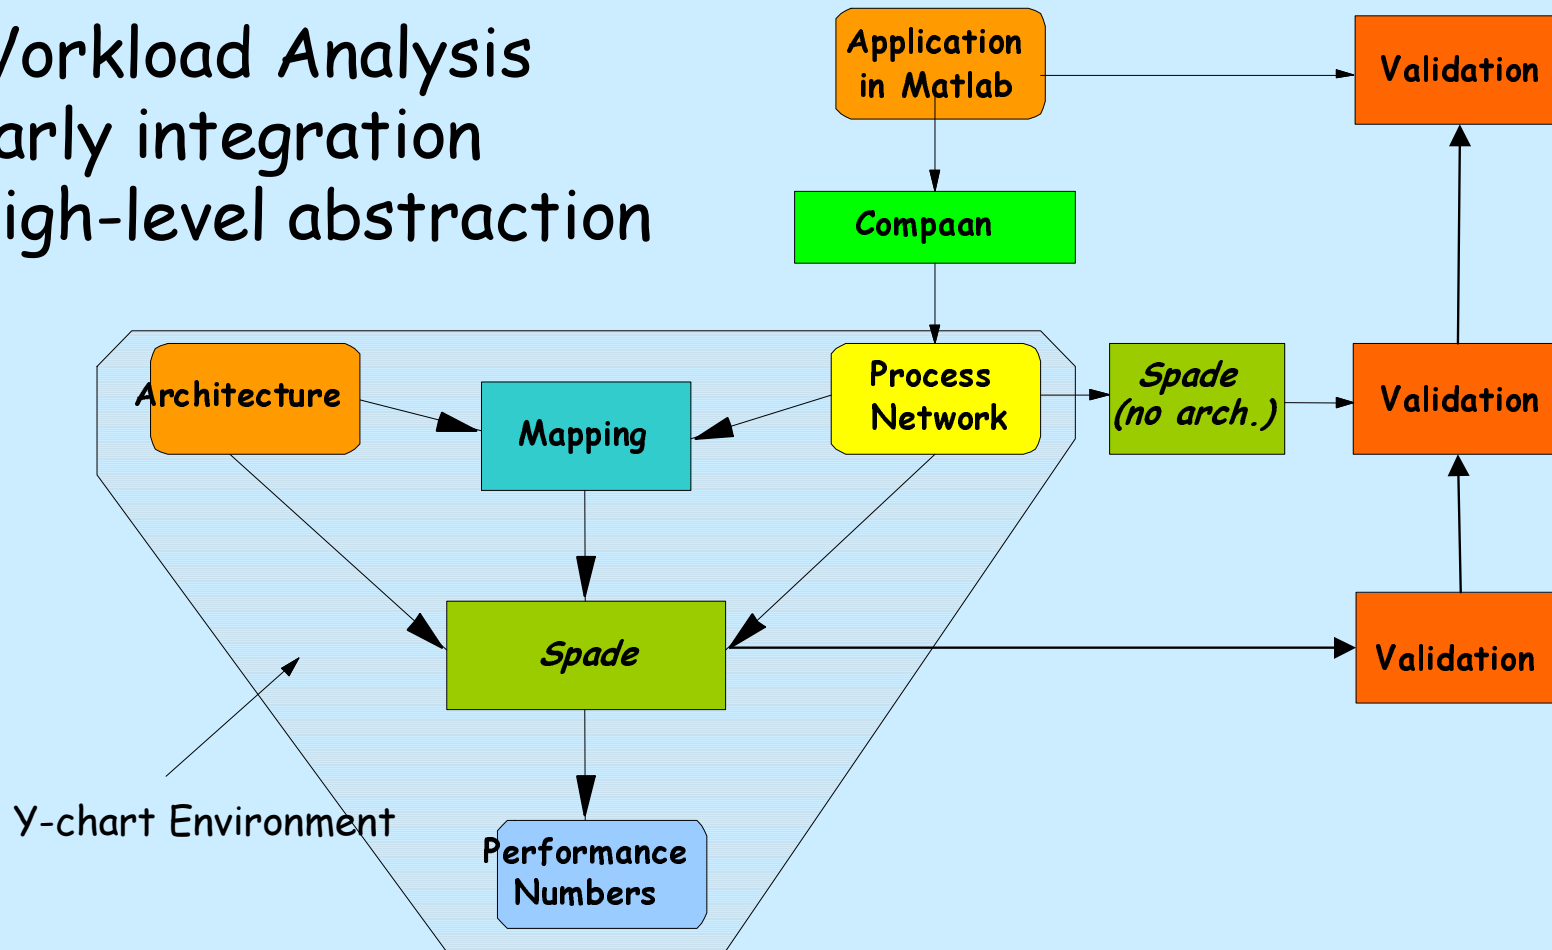 Workload Analysis
arly integration
igh-level abstraction
Application
in Matlab
Validation
Compaan
Architecture
Mapping
Process
Network
Spade
(no arch.)
Validation
Spade
Validation
Y-chart Environment
Performance
Numbers